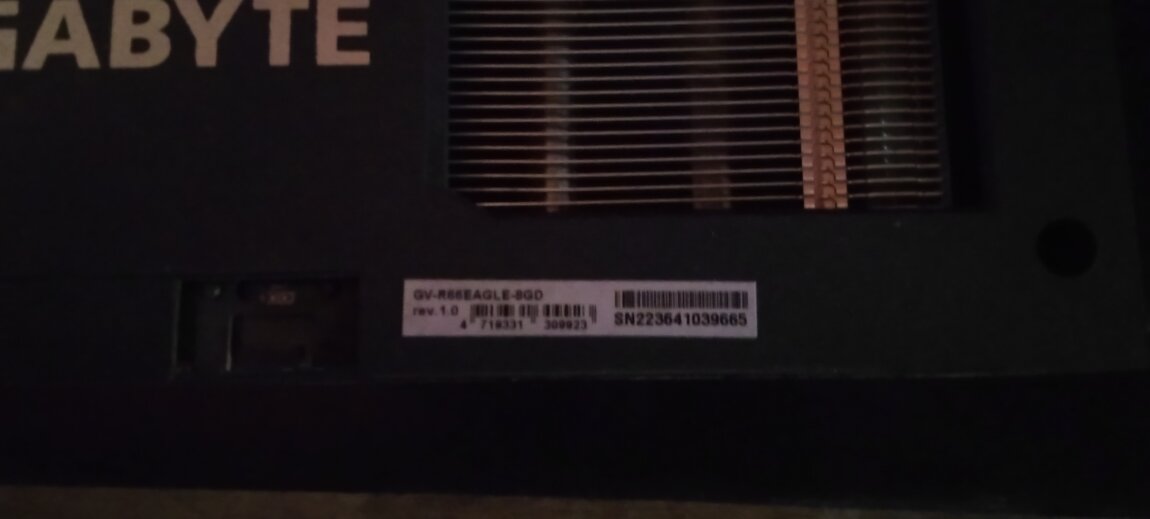 GABYTE
GV-R66EAGLE-8GD
rev. 1.0
4 719331 309923
SN223641039665